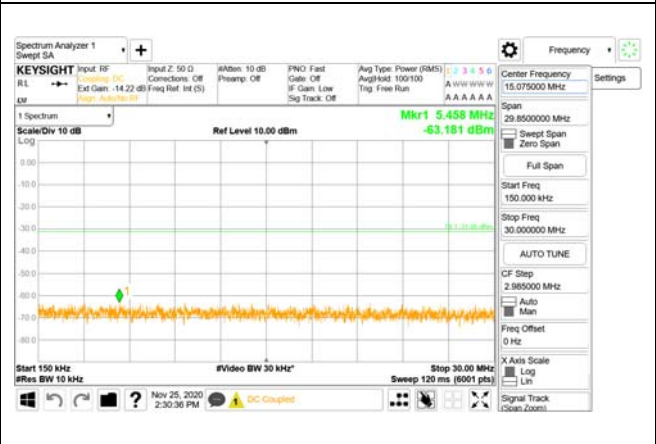 Spectrum Analyzer 1
Swept SA
Frequency
KEYSIGHT
RL
Input: RF
Coupling: DC
Ext Gain: -14.22 dB
Align: Auto/No RF
Input Z: 50 Ω
Corrections: Off
Freq Ref: Int (S)
#Atten: 10 dB
Preamp: Off
PNO: Fast
Gate: Off
IF Gain: Low
Sig Track: Off
Avg Type: Power (RMS)
Avg|Hold: 100/100
Trig: Free Run
1 2 3 4 5 6
A W W W W W
A A A A A A
1 Spectrum
Mkr1 5.458 MHz
Scale/Div 10 dB
Ref Level 10.00 dBm
-63.181 dBm
Log
0.00
-10.0
-20.0
-30.0
-40.0
-50.0
1
-60.0
-70.0
-80.0
Start 150 kHz
#Video BW 30 kHz*
Stop 30.00 MHz
#Res BW 10 kHz
Sweep 120 ms (6001 pts)
?
Nov 25, 2020
2:30:36 PM
1
DC Coupled
Center Frequency
15.075000 MHz
Settings
Span
29.8500000 MHz
Swept Span
Zero Span
Full Span
Start Freq
150.000 kHz
Stop Freq
30.000000 MHz
AUTO TUNE
CF Step
2.985000 MHz
Auto
Man
Freq Offset
0 Hz
X Axis Scale
Log
Lin
Signal Track
(Span Zoom)